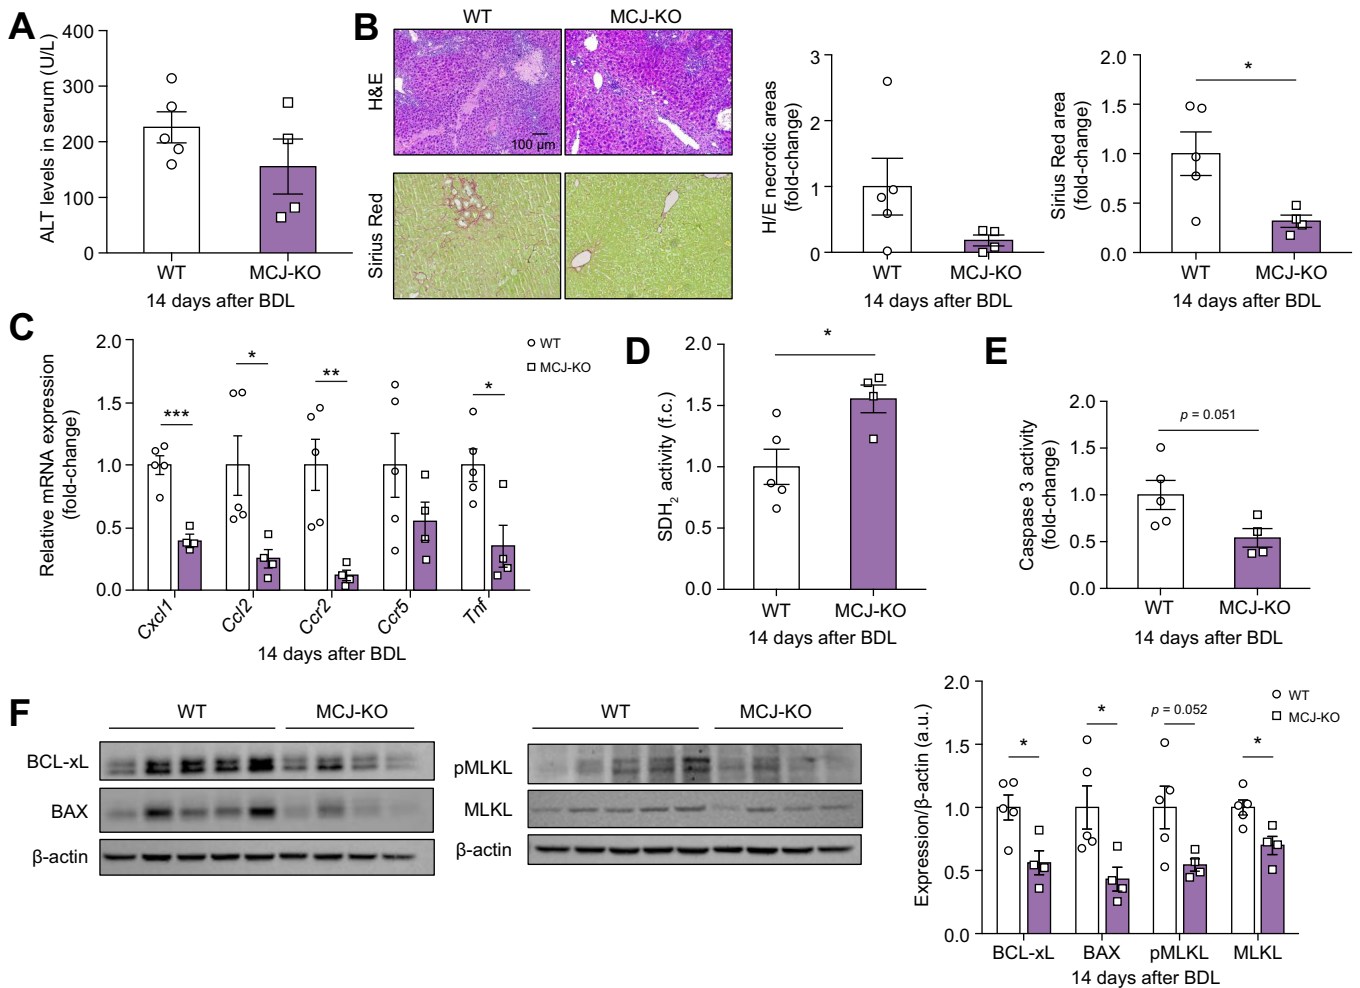 A
ALT levels in serum (U/L)
400
300
200
100
0
WT
MCJ-KO
14 days after BDL
B
WT
MCJ-KO
H&E
100 µm
Sirius Red
H/E necrotic areas
(fold-change)
3
2
1
0
WT
MCJ-KO
14 days after BDL
Sirius Red area
(fold-change)
2.0
1.5
1.0
0.5
0
*
WT
MCJ-KO
14 days after BDL
C
Relative mRNA expression
(fold-change)
2.0
1.5
1.0
0.5
0.0
***
*
**
*
WT
MCJ-KO
Cxcl1
Ccl2
Ccr2
Ccr5
Tnf
14 days after BDL
D
SDH2 activity (f.c.)
2.0
1.5
1.0
0.5
0.0
*
WT
MCJ-KO
14 days after BDL
E
Caspase 3 activity
(fold-change)
2.0
1.5
1.0
0.5
0.0
p = 0.051
WT
MCJ-KO
14 days after BDL
F
WT
MCJ-KO
BCL-xL
BAX
β-actin
WT
MCJ-KO
pMLKL
MLKL
β-actin
Expression/β-actin (a.u.)
2.0
1.5
1.0
0.5
0.0
*
*
p = 0.052
*
WT
MCJ-KO
BCL-xL
BAX
pMLKL
MLKL
14 days after BDL